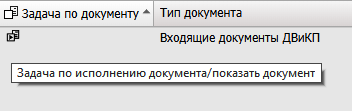 Задача по документу Тип документа
Входящие документы ДВиКП
Задача по исполнению документа/показать документ